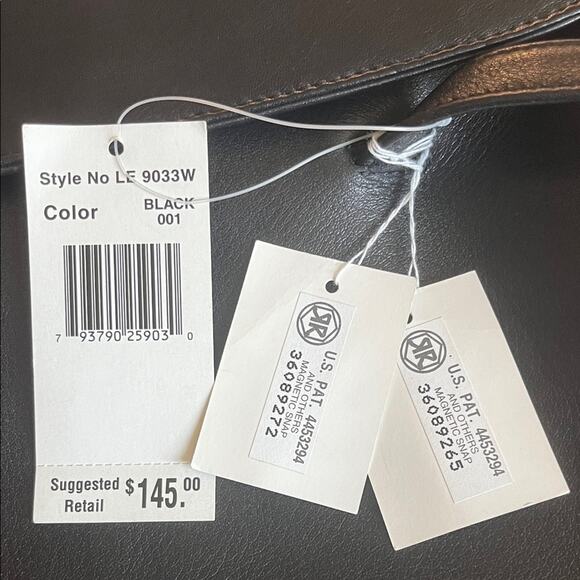 Style No LE 9033W
Color BLACK
001
7 93790 25903 0
Suggested
Retail $145.00
U.S. PAT. 4453294
AND OTHERS
MAGNETIC SNAP
36089272
U.S. PAT. 4453294
AND OTHERS
MAGNETIC SNAP
36089265